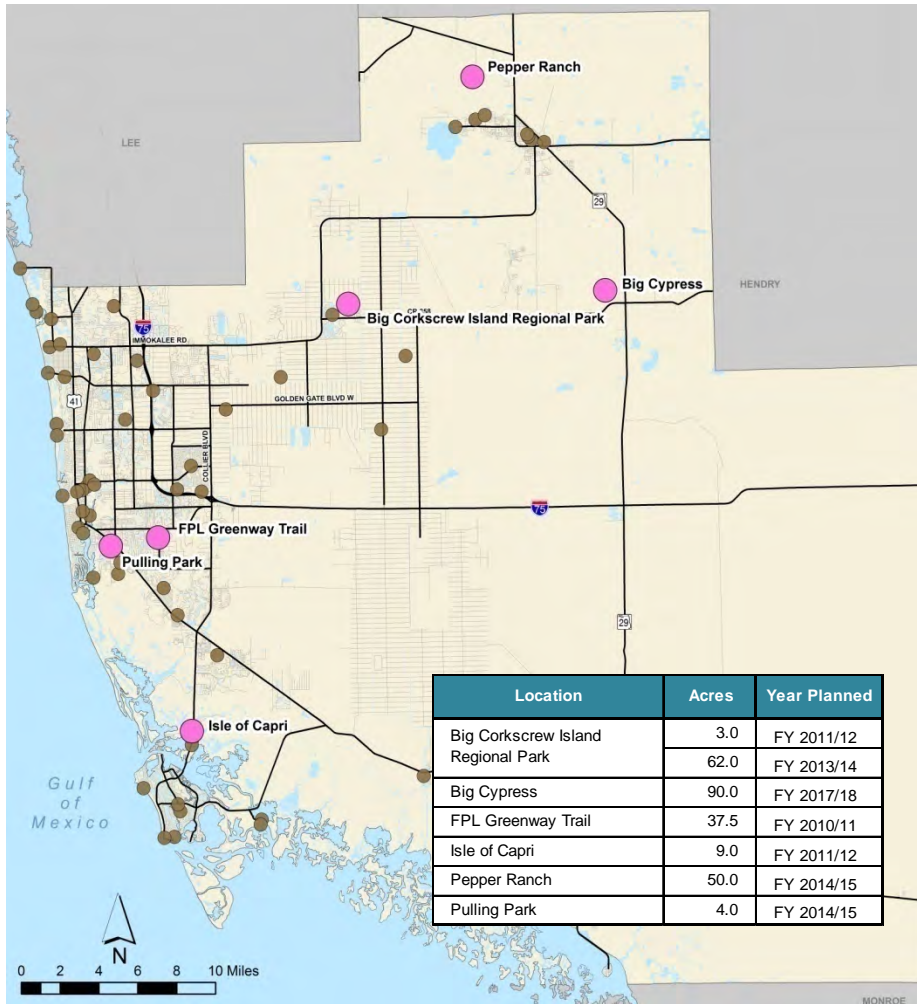 Pepper Ranch
LEE
29
Big Cypress
HENDRY
CR 858
Big Corkscrew Island Regional Park
75
IMMOKALEE RD
41
GOLDEN GATE BLVD W
COLLIER BLVD
75
FPL Greenway Trail
Pulling Park
29
Isle of Capri
Gulf
of
Mexico
Location Acres Year Planned
Big Corkscrew Island
Regional Park
3.0 FY 2011/12
62.0 FY 2013/14
Big Cypress 90.0 FY 2017/18
FPL Greenway Trail 37.5 FY 2010/11
Isle of Capri 9.0 FY 2011/12
Pepper Ranch 50.0 FY 2014/15
Pulling Park 4.0 FY 2014/15
N
0 2 4 6 8 10 Miles
MONROE